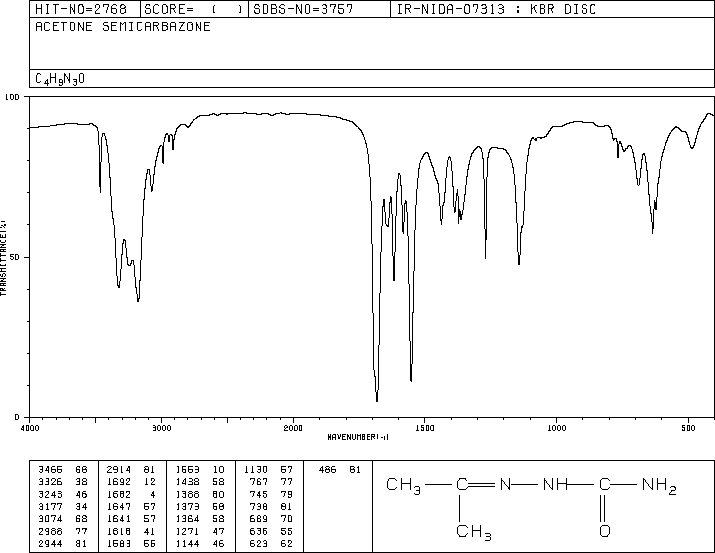 HIT-NO=2768 SCORE= ( ) SDBS-NO=3757 IR-NIDA-07313 : KBR DISC
ACETONE SEMICARBAZONE
C4H9N3O
100
50
0
TRANSMITTANCE(%)
4000 3000 2000 1500 1000 500
WAVENUMBER(-1)
3466 66 2914 81 1553 10 1130 57 486 81
3326 38 1692 12 1438 58 767 77
3243 46 1682 4 1388 60 745 79
3177 34 1647 57 1373 58 738 81
3074 68 1641 57 1364 58 689 70
2988 77 1618 41 1271 47 636 55
2944 81 1583 55 1144 46 623 62
CH3 C N NH C NH2
CH3 O